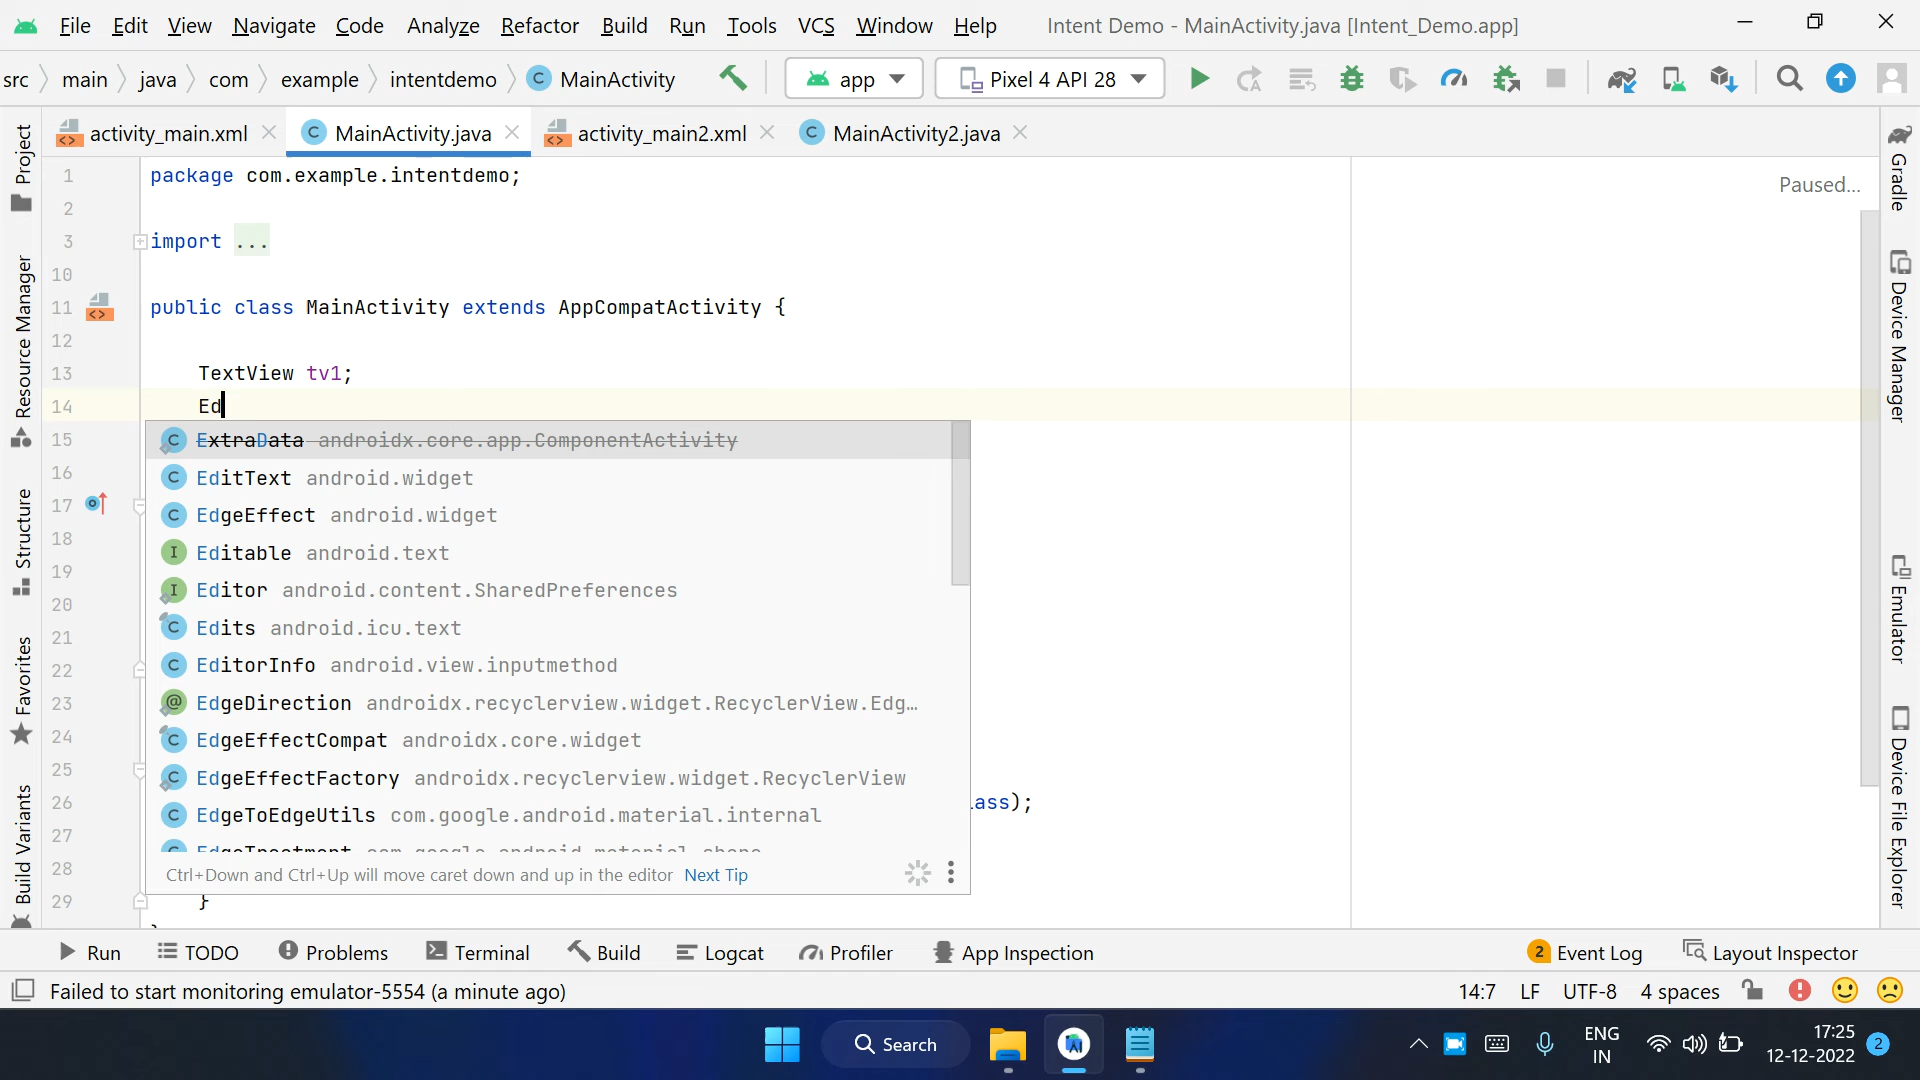 File Edit View Navigate Code Analyze Refactor Build Run Tools VCS Window Help Intent Demo - MainActivity.java [Intent_Demo.app]
src main java com example intentdemo C MainActivity app Pixel 4 API 28
activity_main.xml C MainActivity.java activity_main2.xml C MainActivity2.java
Project
Resource Manager
Structure
Favorites
Build Variants
1 package com.example.intentdemo;
Paused...
2
3 import ...
10
11 public class MainActivity extends AppCompatActivity {
12
13 TextView tv1;
14 Ed
15
16
17
18
19
20
21
22
23
24
25
26
27
28
29
C ExtraData androidx.core.app.ComponentActivity
C EditText android.widget
C EdgeEffect android.widget
I Editable android.text
I Editor android.content.SharedPreferences
C Edits android.icu.text
C EditorInfo android.view.inputmethod
@ EdgeDirection androidx.recyclerview.widget.RecyclerView.Edg...
C EdgeEffectCompat androidx.core.widget
C EdgeEffectFactory androidx.recyclerview.widget.RecyclerView
ass);
C EdgeToEdgeUtils com.google.android.material.internal
Ctrl+Down and Ctrl+Up will move caret down and up in the editor Next Tip
}
Gradle
Device Manager
Emulator
Device File Explorer
Run TODO Problems Terminal Build Logcat Profiler App Inspection 2 Event Log Layout Inspector
Failed to start monitoring emulator-5554 (a minute ago) 14:7 LF UTF-8 4 spaces
Search
ENG
IN
17:25
12-12-2022
2